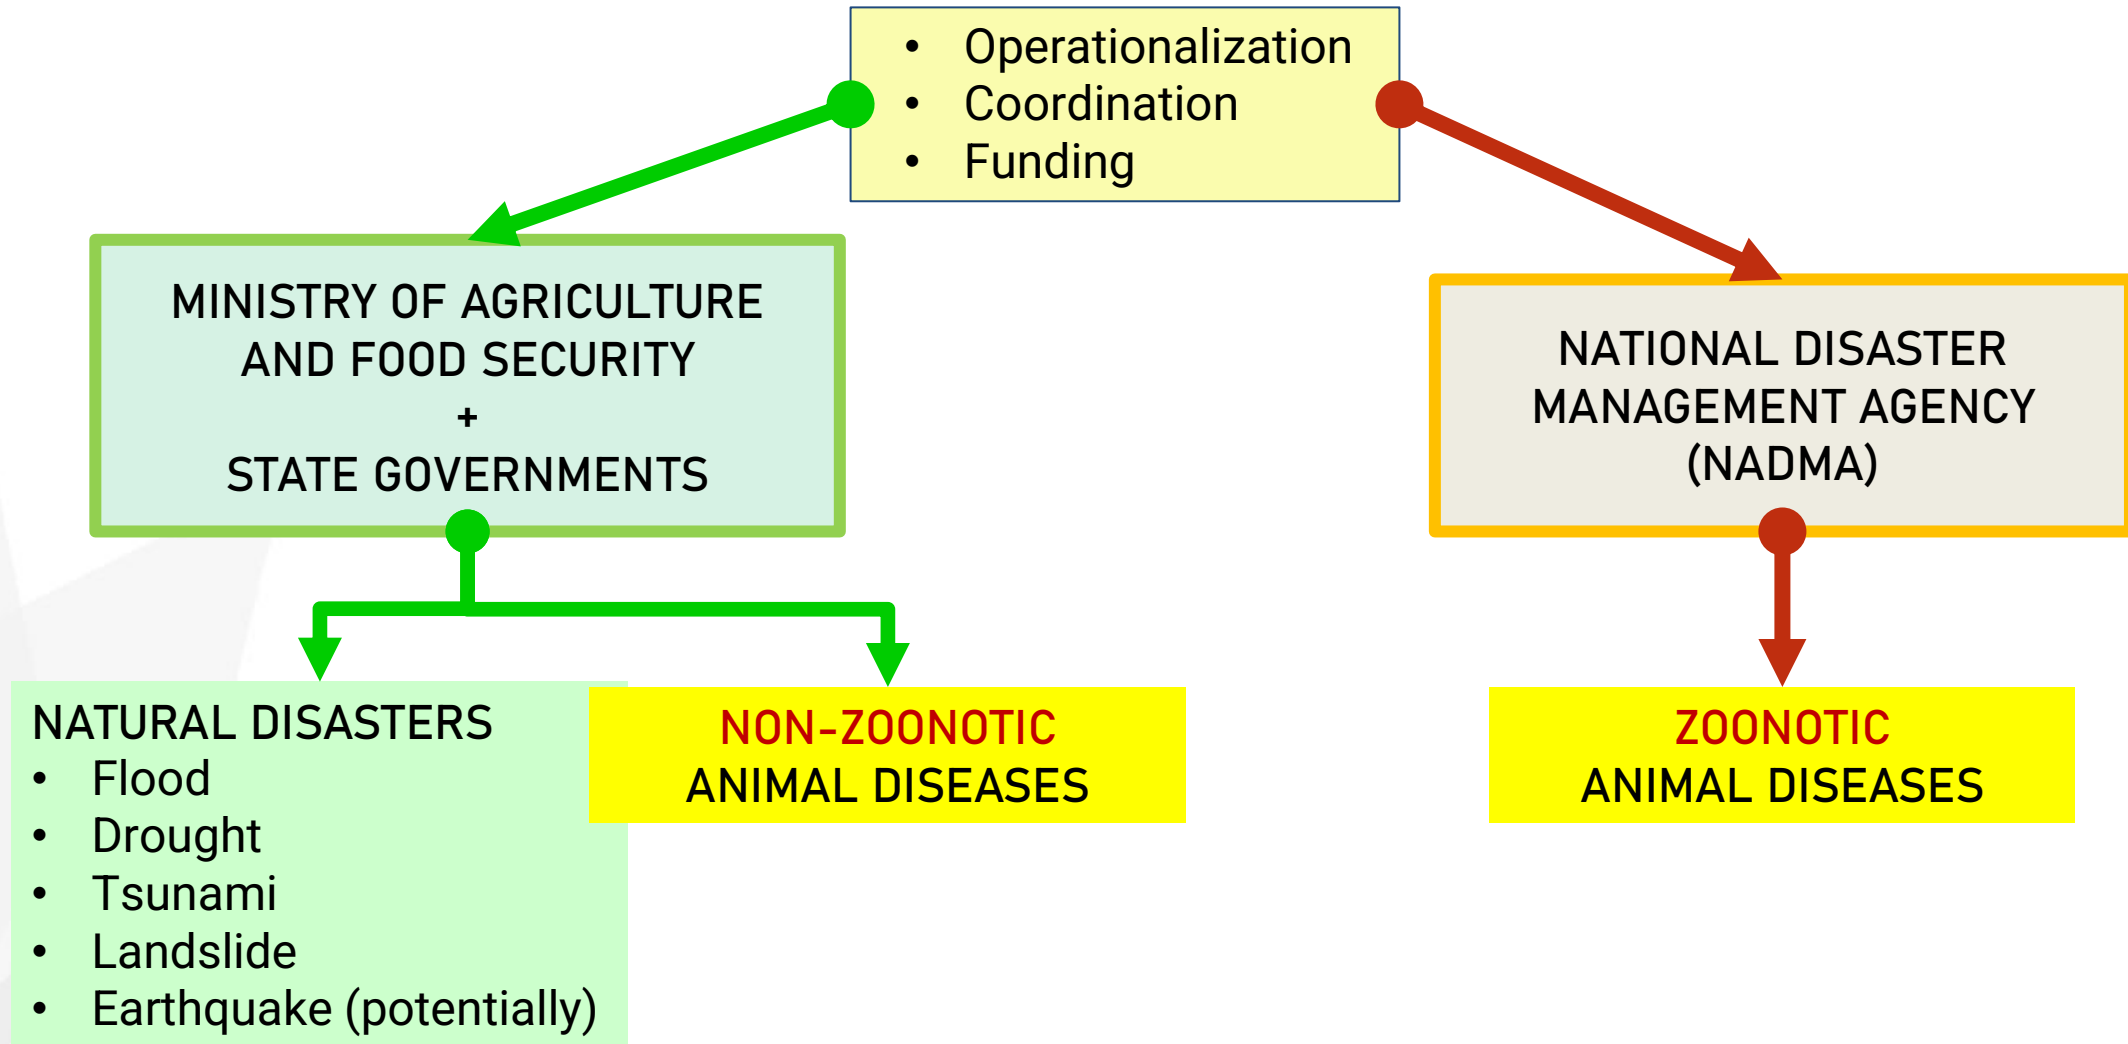 • Operationalization
• Coordination
• Funding
MINISTRY OF AGRICULTURE
AND FOOD SECURITY
+
STATE GOVERNMENTS
NATIONAL DISASTER
MANAGEMENT AGENCY
(NADMA)
NATURAL DISASTERS
• Flood
• Drought
• Tsunami
• Landslide
• Earthquake (potentially)
NON-ZOONOTIC
ANIMAL DISEASES
ZOONOTIC
ANIMAL DISEASES